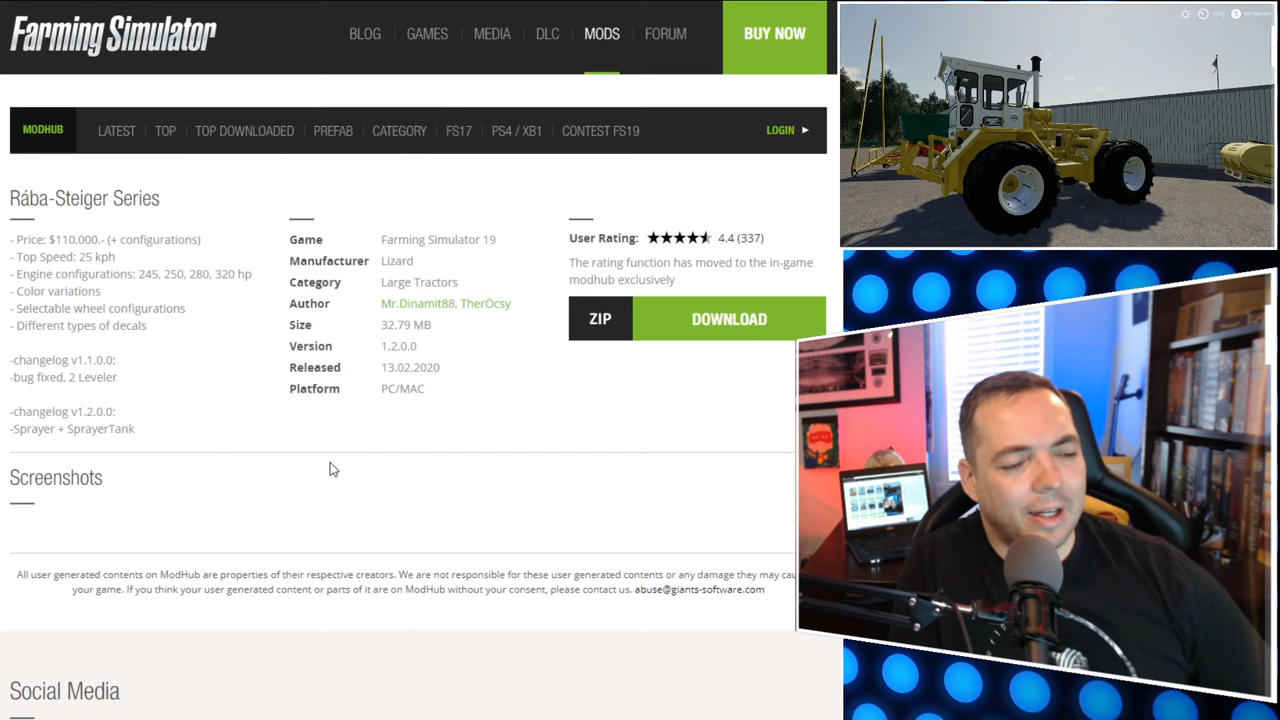 Farming Simulator
BLOG
GAMES
MEDIA
DLC
MODS
FORUM
BUY NOW
MODHUB
LATEST
TOP
TOP DOWNLOADED
PREFAB
CATEGORY
FS17
PS4 / XB1
CONTEST FS19
LOGIN
Rába-Steiger Series
- Price: $110,000.- (+ configurations)
- Top Speed: 25 kph
- Engine configurations: 245, 250, 280, 320 hp
- Color variations
- Selectable wheel configurations
- Different types of decals
-changelog v1.1.0.0:
-bug fixed, 2 Leveler
-changelog v1.2.0.0:
-Sprayer + SprayerTank
Game Farming Simulator 19
Manufacturer Lizard
Category Large Tractors
Author Mr.Dinamit88, TherÖcsy
Size 32.79 MB
Version 1.2.0.0
Released 13.02.2020
Platform PC/MAC
User Rating: 4.4 (337)
The rating function has moved to the in-game
modhub exclusively
ZIP DOWNLOAD
Screenshots
All user generated contents on ModHub are properties of their respective creators. We are not responsible for these user generated contents or any damage they may
your game. If you think your user generated content or parts of it are on ModHub without your consent, please contact us. abuse@giants-software.com
Social Media